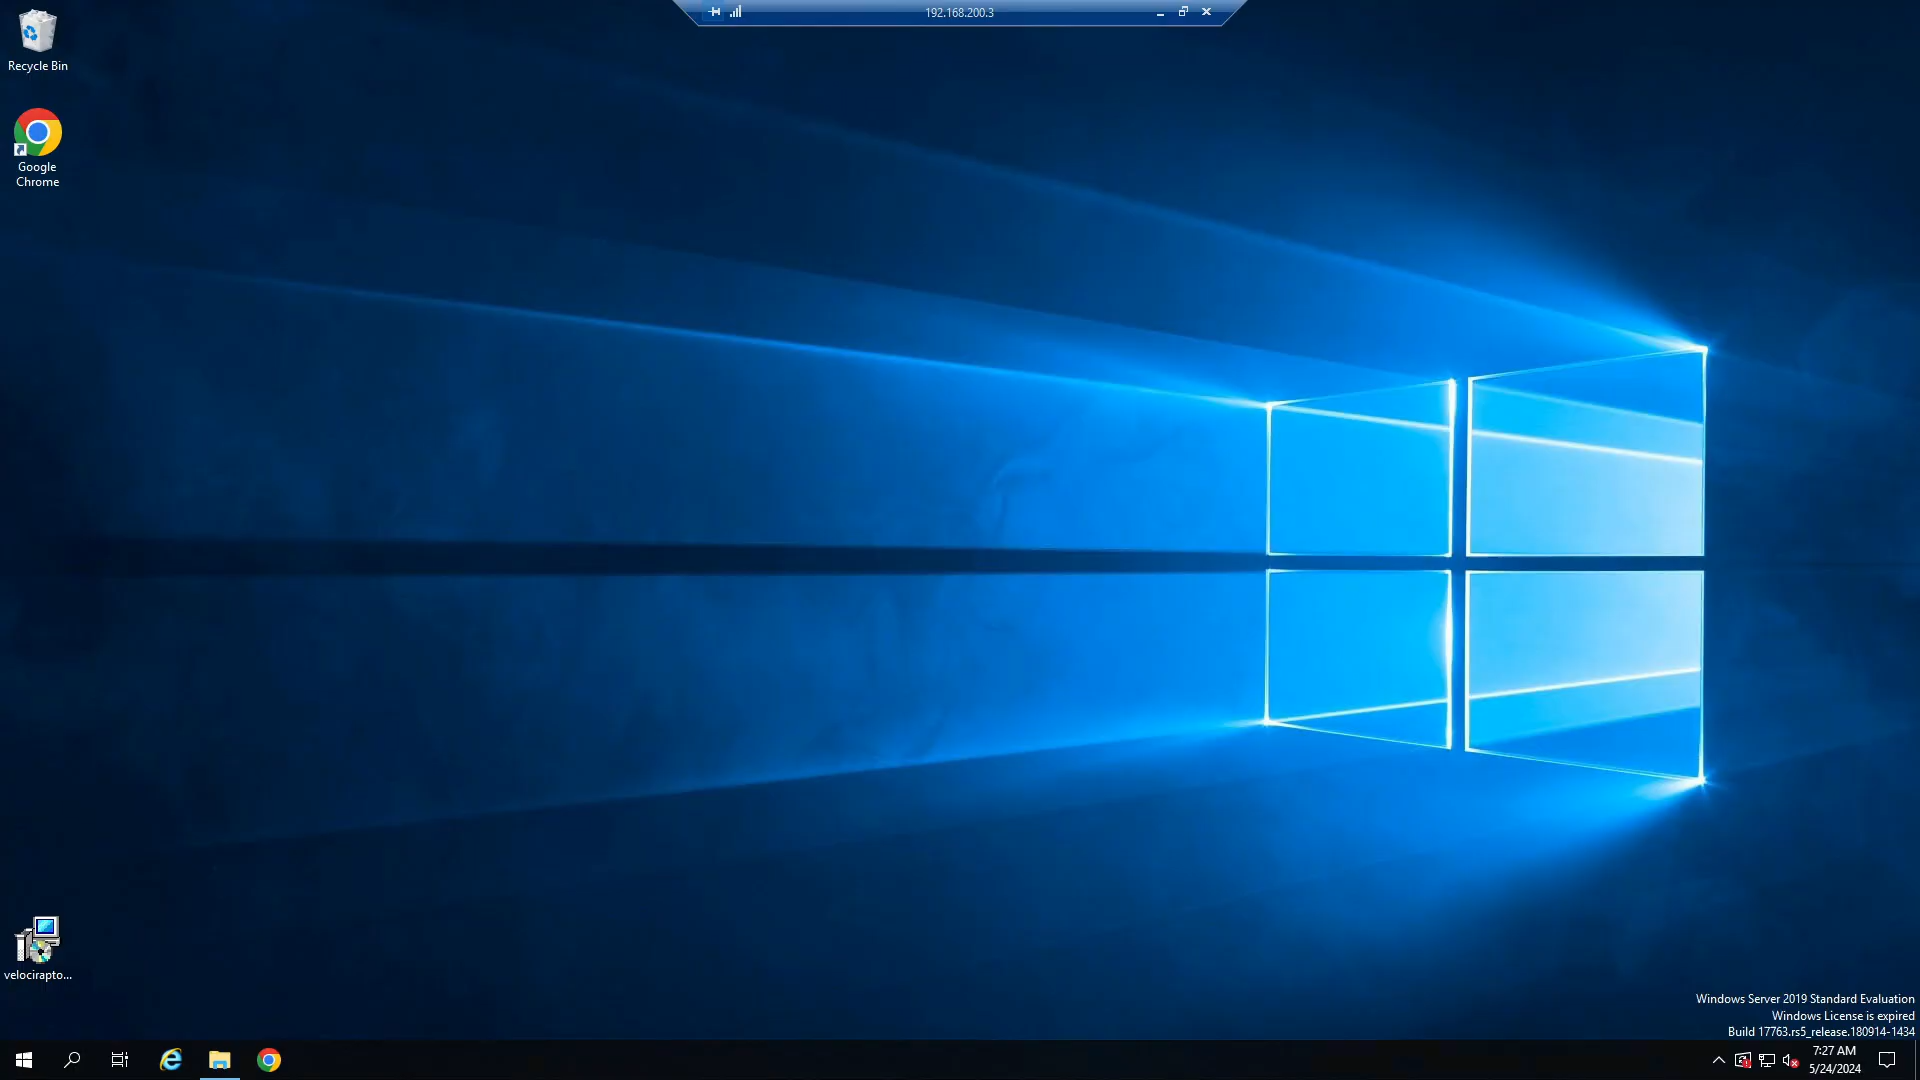 192.168.200.3
Recycle Bin
Google
Chrome
velocirapto...
Windows Server 2019 Standard Evaluation
Windows License is expired
Build 17763.rs5_release.180914-1434
7:27 AM
5/24/2024